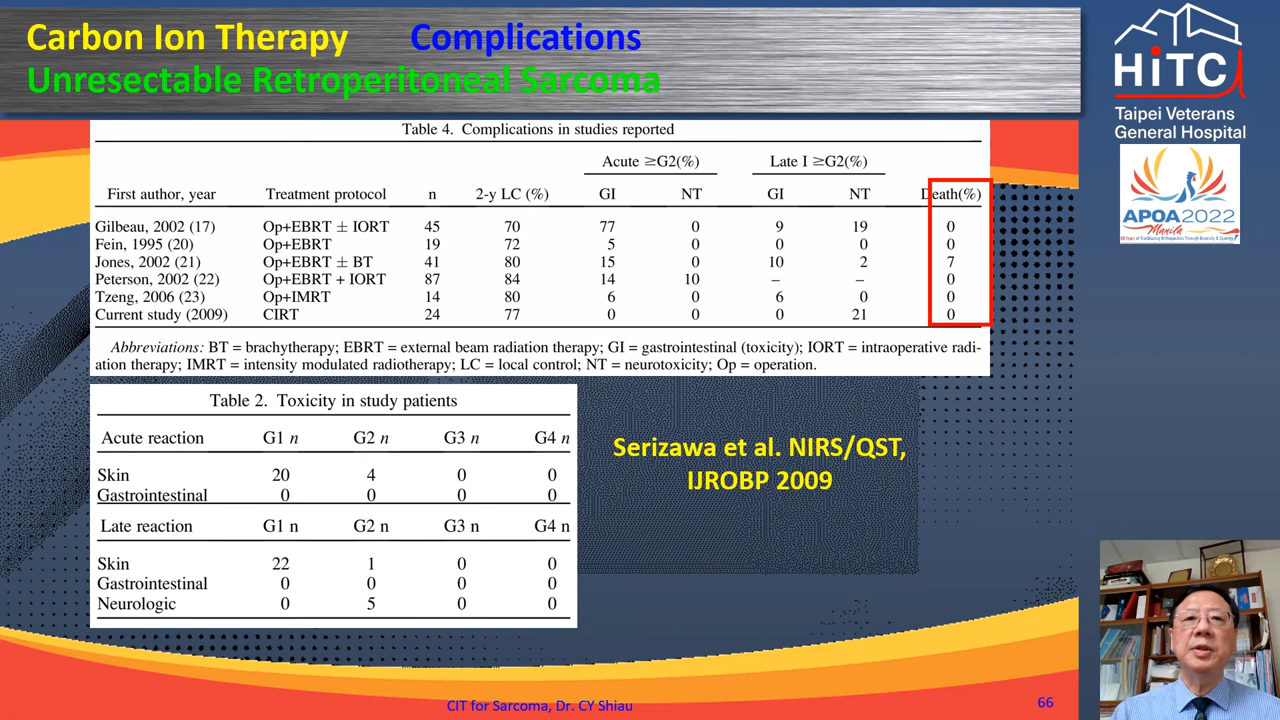 Carbon Ion Therapy Complications
Unresectable Retroperitoneal Sarcoma
HiTC
Taipei Veterans
General Hospital
APOA2022
Manila
Table 4. Complications in studies reported
Acute ≥G2(%) Late I ≥G2(%)
First author, year Treatment protocol n 2-y LC (%) GI NT GI NT Death(%)
Gilbeau, 2002 (17) Op+EBRT ± IORT 45 70 77 0 9 19 0
Fein, 1995 (20) Op+EBRT 19 72 5 0 0 0 0
Jones, 2002 (21) Op+EBRT ± BT 41 80 15 0 10 2 7
Peterson, 2002 (22) Op+EBRT + IORT 87 84 14 10 – – 0
Tzeng, 2006 (23) Op+IMRT 14 80 6 0 6 0 0
Current study (2009) CIRT 24 77 0 0 0 21 0
Abbreviations: BT = brachytherapy; EBRT = external beam radiation therapy; GI = gastrointestinal (toxicity); IORT = intraoperative radi-
ation therapy; IMRT = intensity modulated radiotherapy; LC = local control; NT = neurotoxicity; Op = operation.
Table 2. Toxicity in study patients
Acute reaction G1 n G2 n G3 n G4 n
Skin 20 4 0 0
Gastrointestinal 0 0 0 0
Late reaction G1 n G2 n G3 n G4 n
Skin 22 1 0 0
Gastrointestinal 0 0 0 0
Neurologic 0 5 0 0
Serizawa et al. NIRS/QST,
IJROBP 2009
CIT for Sarcoma, Dr. CY Shiau
66